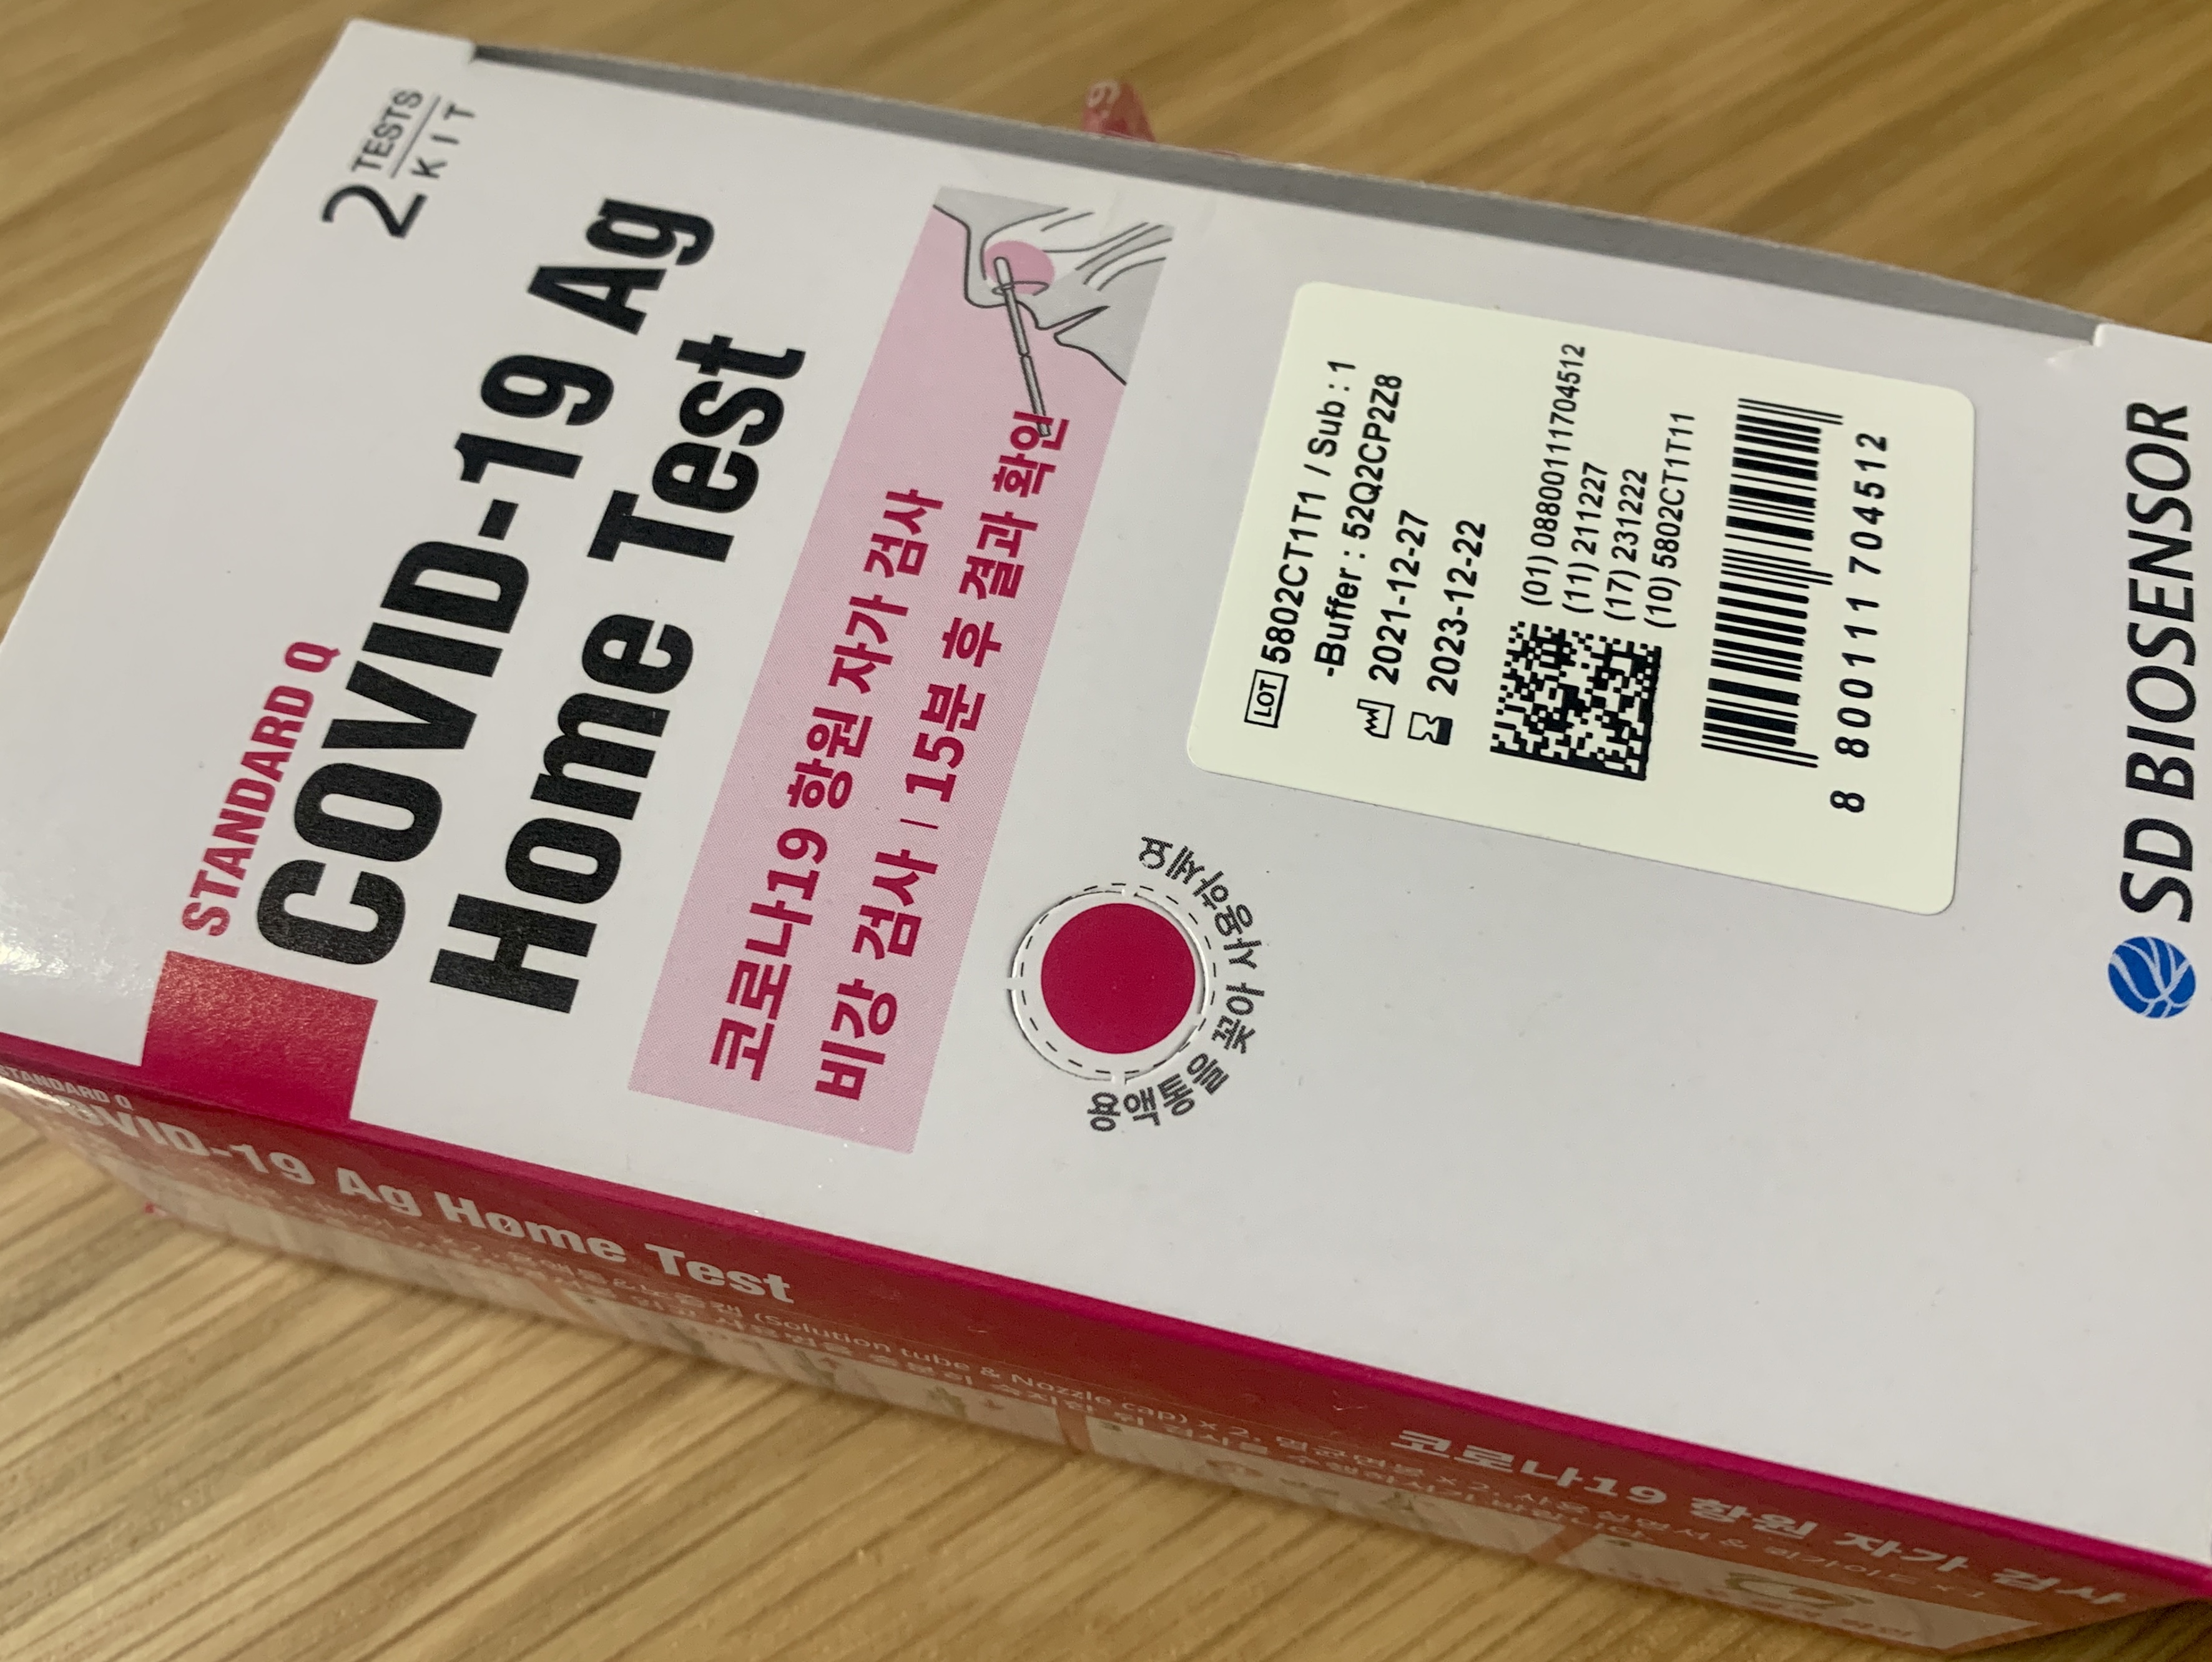 2 TESTS
KIT
STANDARD Q
COVID-19 Ag
Home Test
코로나19 항원 자가 검사
비강 검사 | 15분 후 결과 확인
용액통을 꽂아 사용하세요
LOT 5802CT1T1 / Sub : 1
-Buffer : 52Q2CP2Z8
2021-12-27
2023-12-22
(01) 08800111704512
(11) 211227
(17) 231222
(10) 5802CT1T11
8 800111 704512
SD BIOSENSOR
STANDARD Q
COVID-19 Ag Home Test
코로나19 항원 자가 검사
(Solution tube & Nozzle cap) x 2,